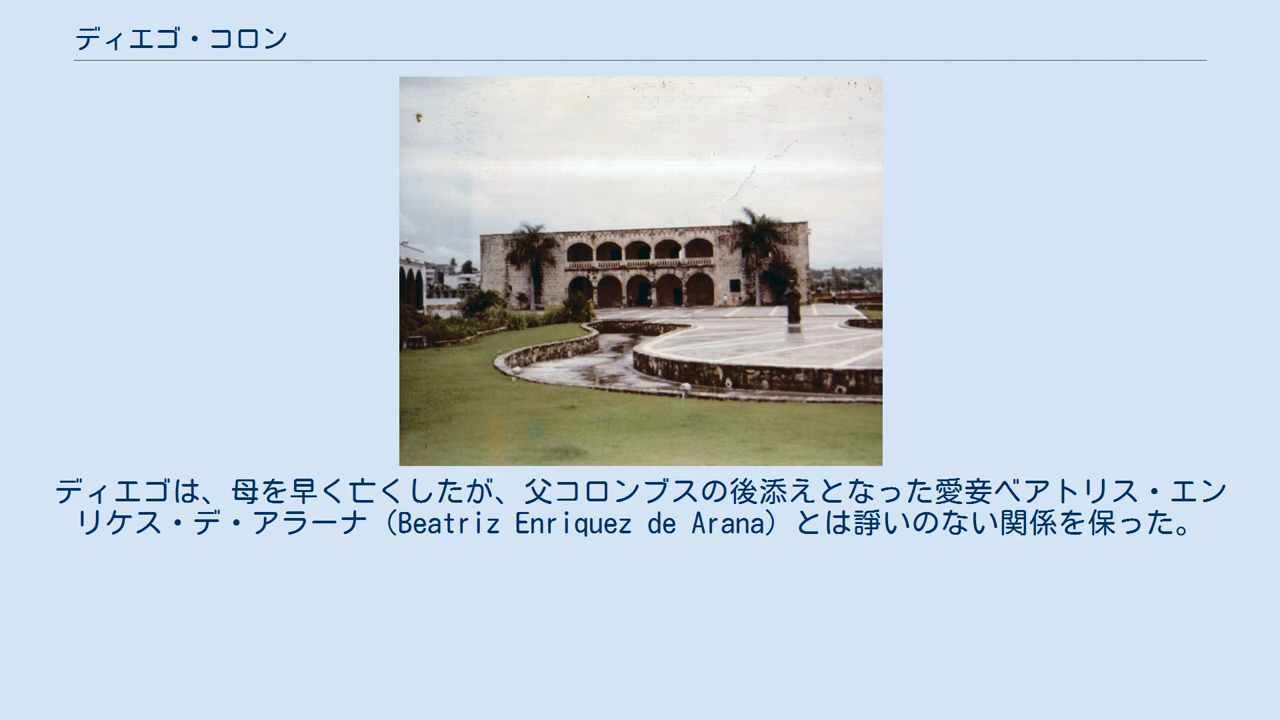 ディエゴ・コロン
ディエゴは、母を早く亡くしたが、父コロンブスの後添えとなった愛妾ベアトリス・エン
リケス・デ・アラーナ（Beatriz Enriquez de Arana）とは諍いのない関係を保った。